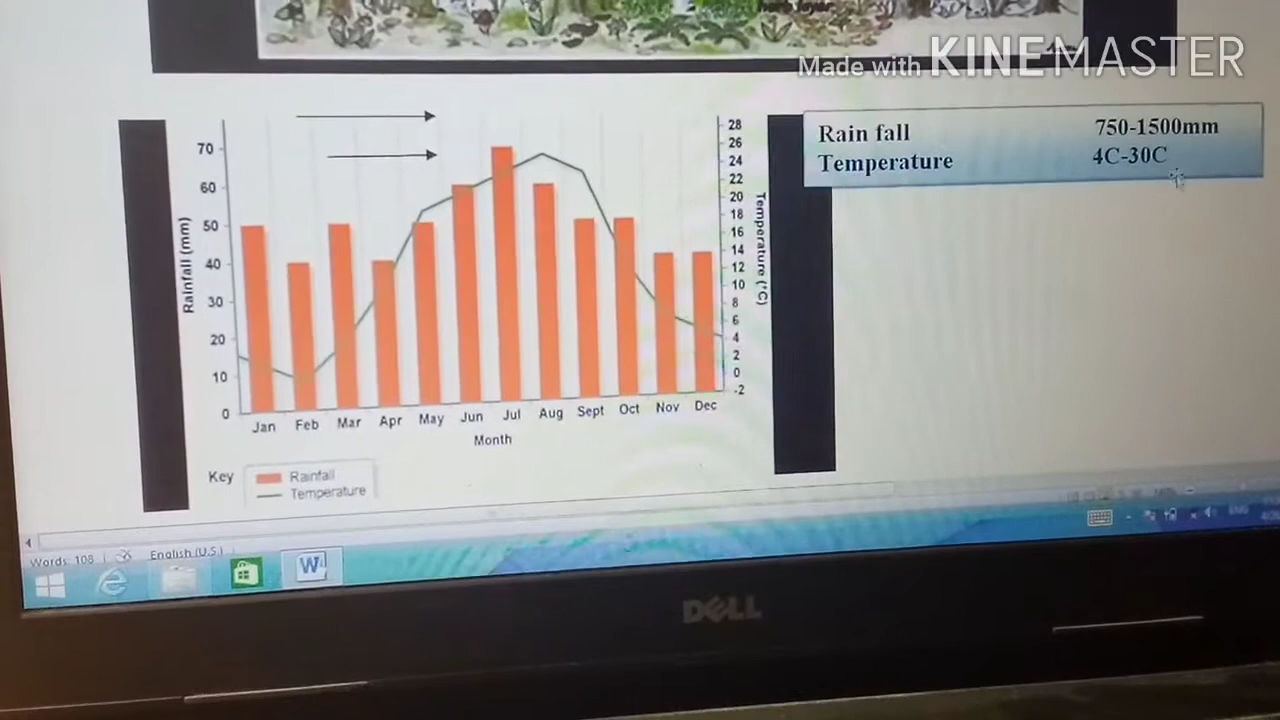 herb layer
Made with KINEMASTER
Rain fall 750-1500mm
Temperature 4C-30C
70
60
50
40
30
20
10
0
Rainfall (mm)
28
26
24
22
20
18
16
14
12
10
8
6
4
2
0
-2
Temperature (°C)
Jan Feb Mar Apr May Jun Jul Aug Sept Oct Nov Dec
Month
Key
Rainfall
Temperature
Words: 108 English (U.S.)
ENG
W
DELL